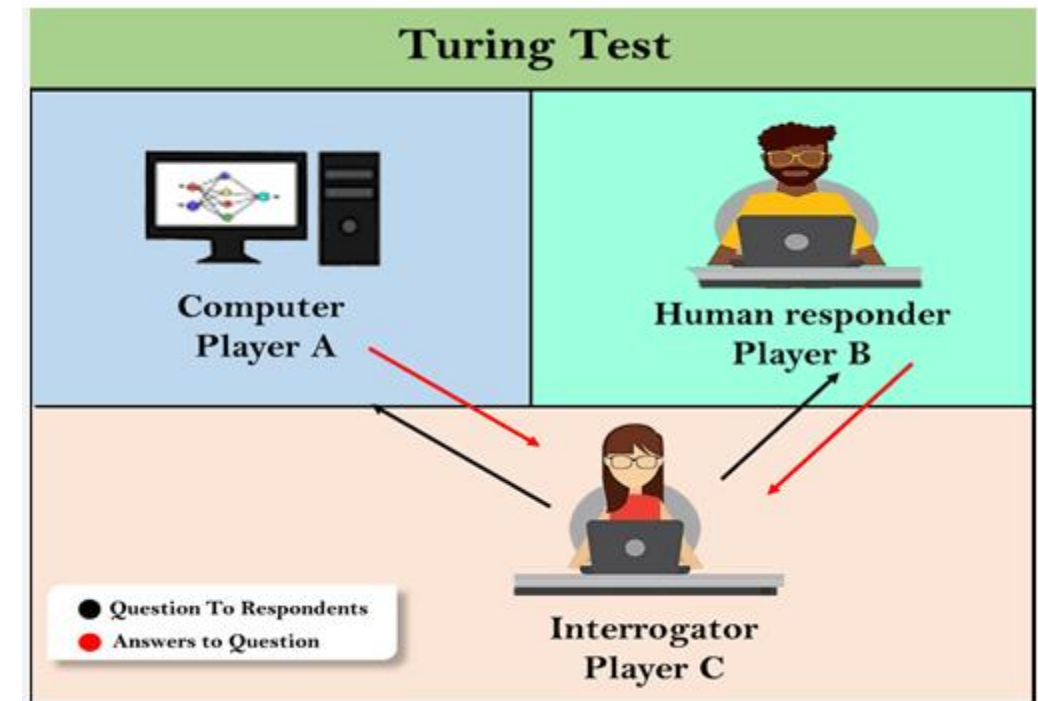 Turing Test
Computer
Player A
Human responder
Player B
Question To Respondents
Answers to Question
Interrogator
Player C